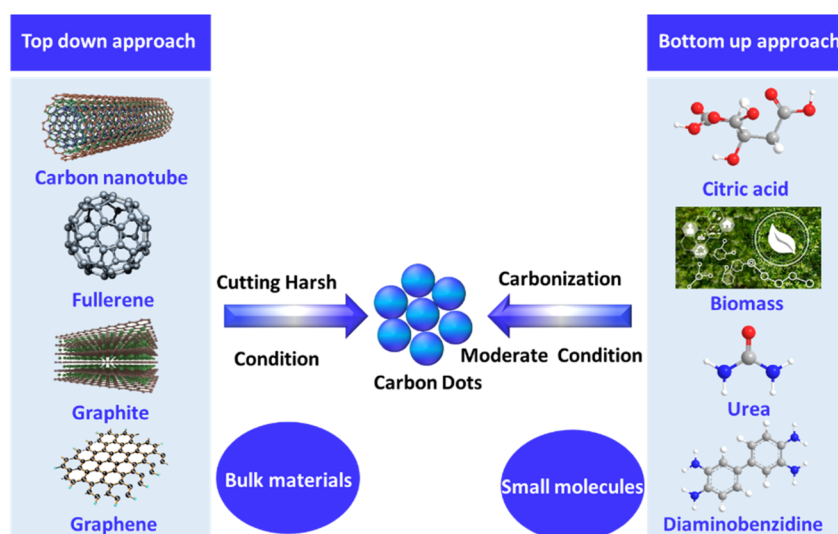 Top down approach
Carbon nanotube
Fullerene
Graphite
Graphene
Cutting Harsh
Condition
Bulk materials
Carbon Dots
Carbonization
Moderate Condition
Small molecules
Bottom up approach
Citric acid
Biomass
Urea
Diaminobenzidine